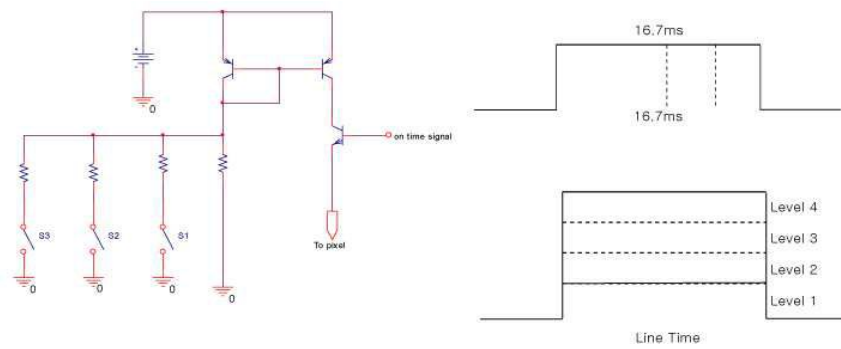 0
on time signal
S3
S2
S1
0
0
0
0
To pixel
16.7ms
16.7ms
Level 4
Level 3
Level 2
Level 1
Line Time